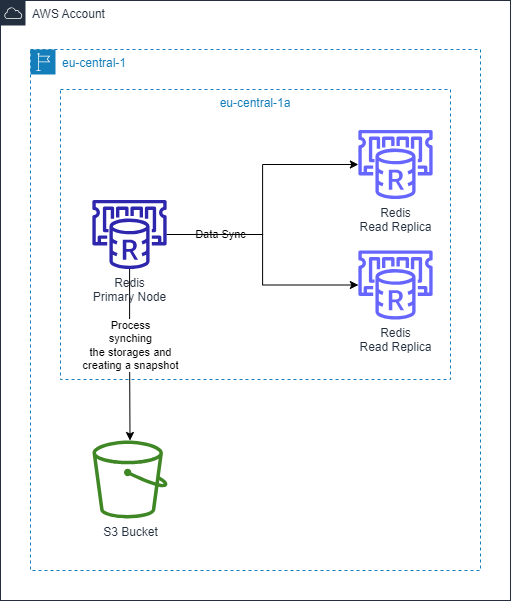 AWS Account
eu-central-1
eu-central-1a
Redis
Read Replica
R
Data Sync
R
Redis
Primary Node
R
Redis
Read Replica
Process
synching
the storages and
creating a snapshot
S3 Bucket